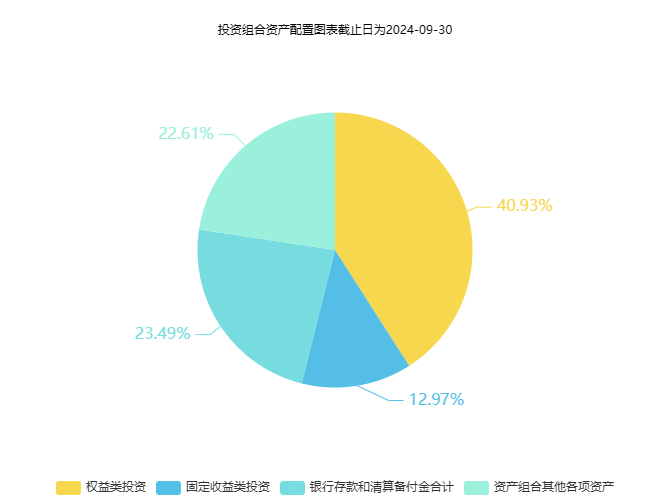 投资组合资产配置图表截止日为2024-09-30
22.61%
40.93%
23.49%
12.97%
权益类投资 固定收益类投资 银行存款和清算备付金合计 资产组合其他各项资产